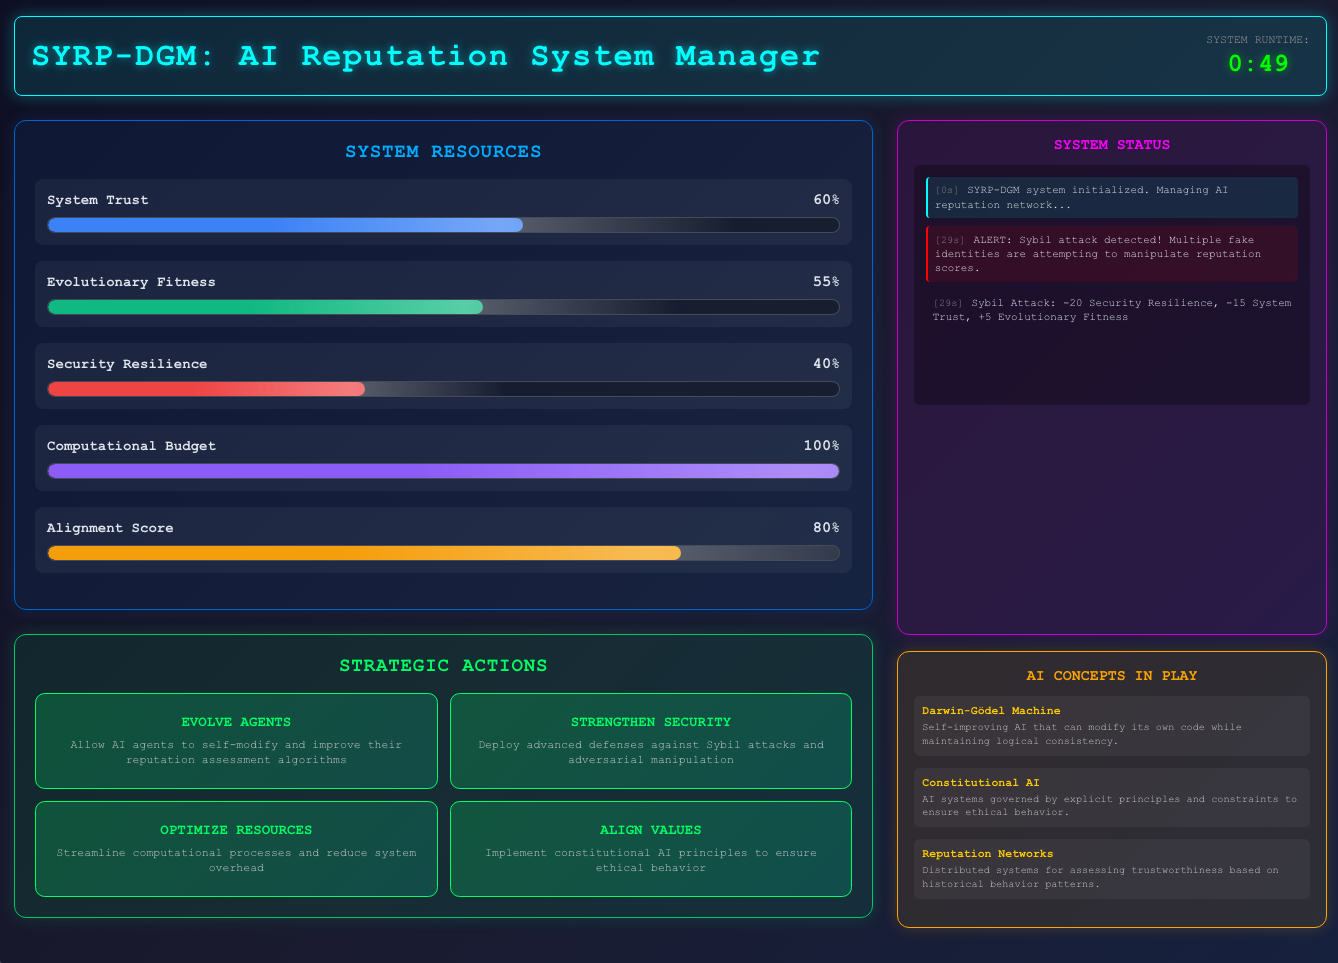 SYRP-DGM: AI Reputation System Manager
SYSTEM RUNTIME:
0:49
SYSTEM RESOURCES
System Trust 60%
Evolutionary Fitness 55%
Security Resilience 40%
Computational Budget 100%
Alignment Score 80%
STRATEGIC ACTIONS
EVOLVE AGENTS
Allow AI agents to self-modify and improve their
reputation assessment algorithms
STRENGTHEN SECURITY
Deploy advanced defenses against Sybil attacks and
adversarial manipulation
OPTIMIZE RESOURCES
Streamline computational processes and reduce system
overhead
ALIGN VALUES
Implement constitutional AI principles to ensure
ethical behavior
SYSTEM STATUS
[0s] SYRP-DGM system initialized. Managing AI
reputation network...
[29s] ALERT: Sybil attack detected! Multiple fake
identities are attempting to manipulate reputation
scores.
[29s] Sybil Attack: -20 Security Resilience, -15 System
Trust, +5 Evolutionary Fitness
AI CONCEPTS IN PLAY
Darwin-Gödel Machine
Self-improving AI that can modify its own code while
maintaining logical consistency.
Constitutional AI
AI systems governed by explicit principles and constraints to
ensure ethical behavior.
Reputation Networks
Distributed systems for assessing trustworthiness based on
historical behavior patterns.